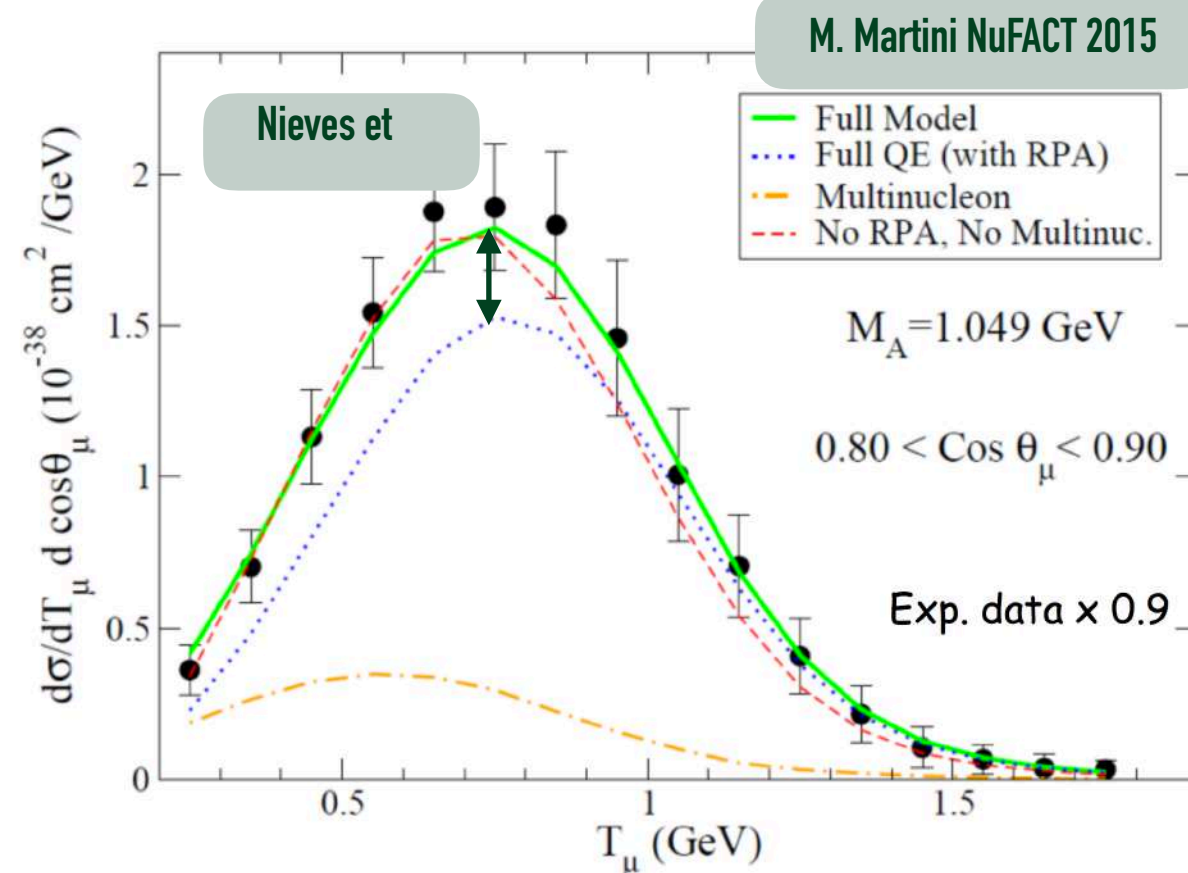 M. Martini NuFACT 2015
Nieves et
Full Model
Full QE (with RPA)
Multinucleon
No RPA, No Multinuc.
M_A=1.049 GeV
0.80 < Cos θ_μ < 0.90
Exp. data x 0.9
dσ/dT_μ d cosθ_μ (10^-38 cm^2 /GeV)
2
1.5
1
0.5
0
0.5
1
1.5
T_μ (GeV)